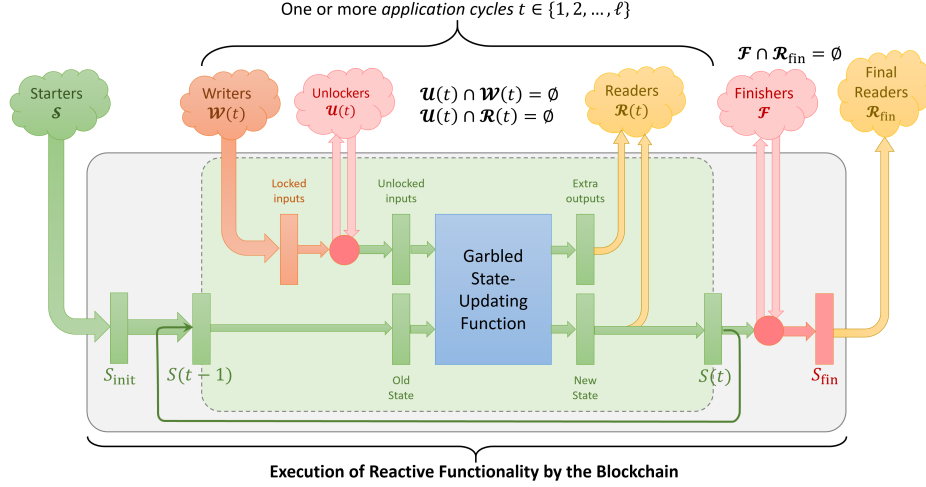 One or more application cycles t ∈ {1, 2, … , ℓ}
𝓕 ∩ 𝓡fin = ∅
Starters
𝓢
Writers
𝓦(t)
Unlockers
𝓤(t)
𝓤(t) ∩ 𝓦(t) = ∅
𝓤(t) ∩ 𝓡(t) = ∅
Readers
𝓡(t)
Finishers
𝓕
Final
Readers
𝓡fin
Locked
inputs
Unlocked
inputs
Extra
outputs
Garbled
State-
Updating
Function
Sinit
S(t − 1)
Old
State
New
State
S(t)
Sfin
Execution of Reactive Functionality by the Blockchain